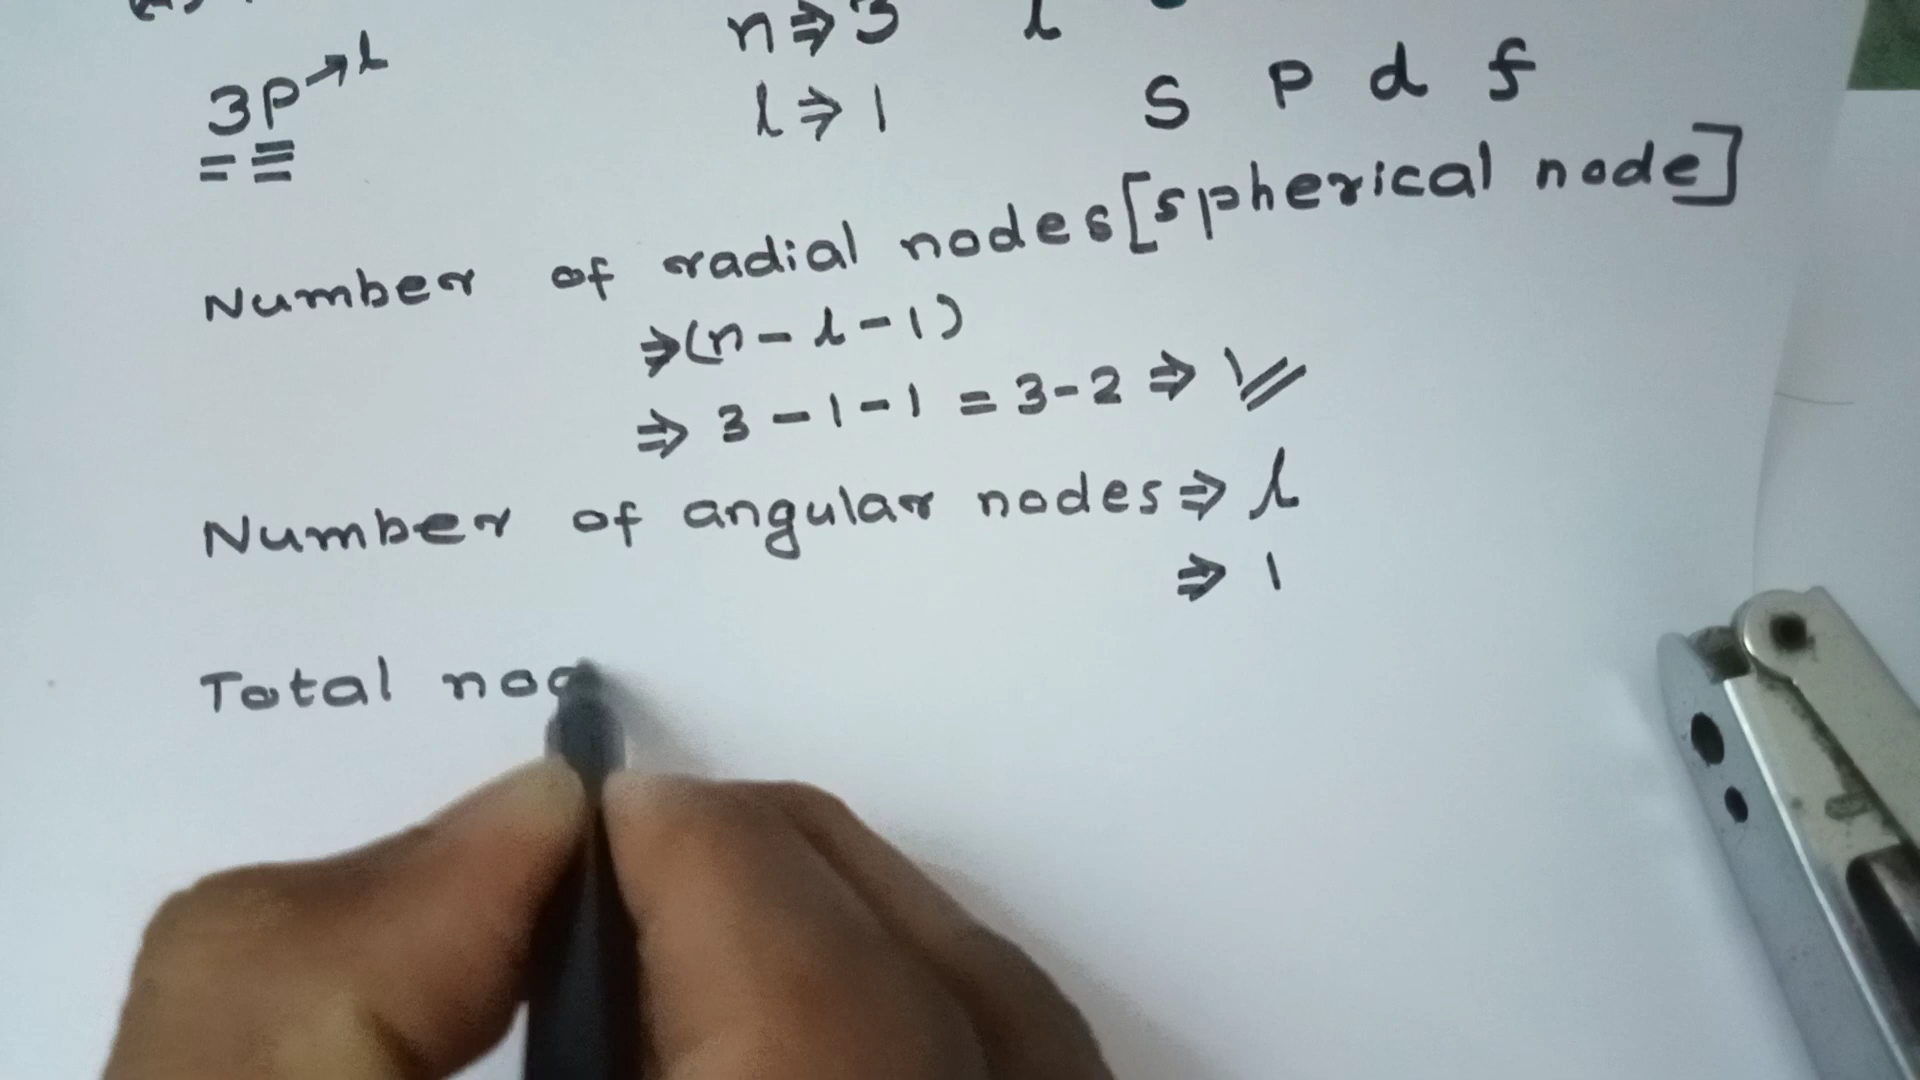 n ⇒ 3 l
3P → l
l ⇒ 1
S P d f
Number of radial nodes [spherical node]
⇒ (n - l - 1)
⇒ 3 - 1 - 1 = 3 - 2 ⇒ 1
Number of angular nodes ⇒ l
⇒ 1
Total nod